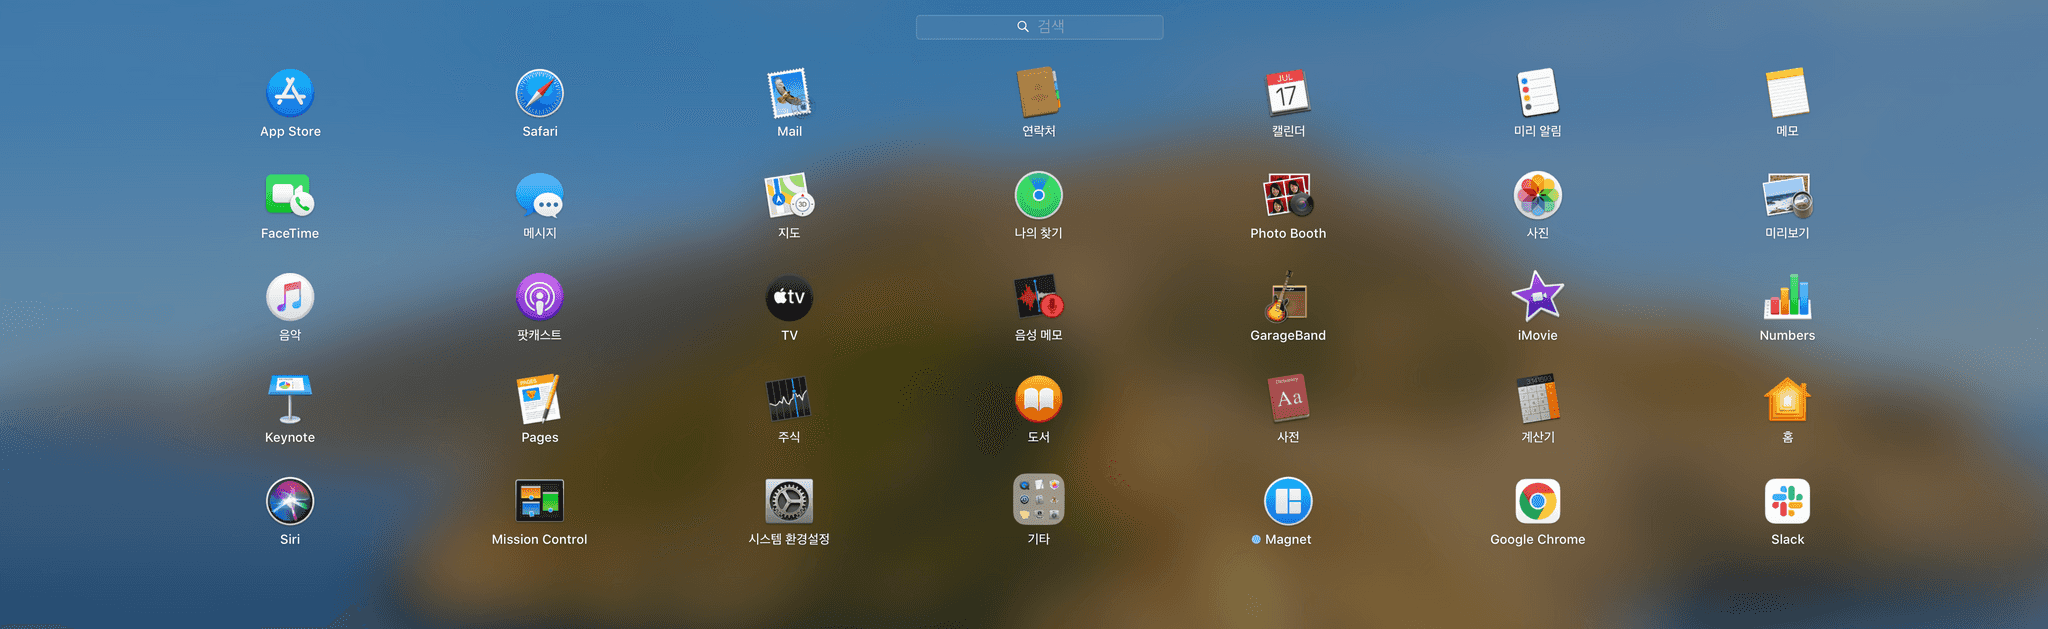 검색
App Store
Safari
Mail
연락처
JUL
17
캘린더
미리 알림
메모
FaceTime
메시지
3D
지도
나의 찾기
Photo Booth
사진
미리보기
음악
팟캐스트
tv
TV
음성 메모
GarageBand
iMovie
Numbers
Keynote
PAGES
Pages
주식
도서
Dictionary
Aa
사전
계산기
홈
Siri
Mission Control
시스템 환경설정
기타
Magnet
Google Chrome
Slack